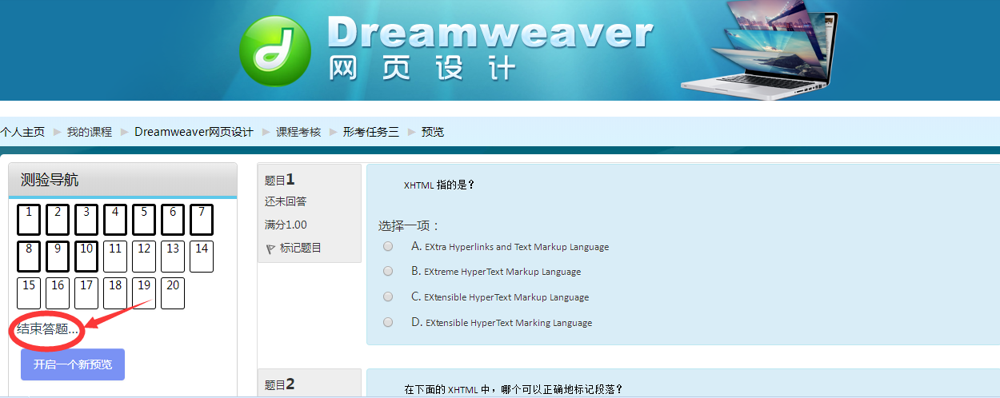 Dreamweaver
网页设计
个人主页 ▶ 我的课程 ▶ Dreamweaver网页设计 ▶ 课程考核 ▶ 形考任务三 ▶ 预览
测验导航
1 2 3 4 5 6 7
8 9 10 11 12 13 14
15 16 17 18 19 20
结束答题...
开启一个新预览
题目1
还未回答
满分1.00
标记题目
XHTML 指的是?
选择一项:
A. EXtra Hyperlinks and Text Markup Language
B. EXtreme HyperText Markup Language
C. EXtensible HyperText Markup Language
D. EXtensible HyperText Marking Language
题目2
在下面的 XHTML 中，哪个可以正确地标记段落?